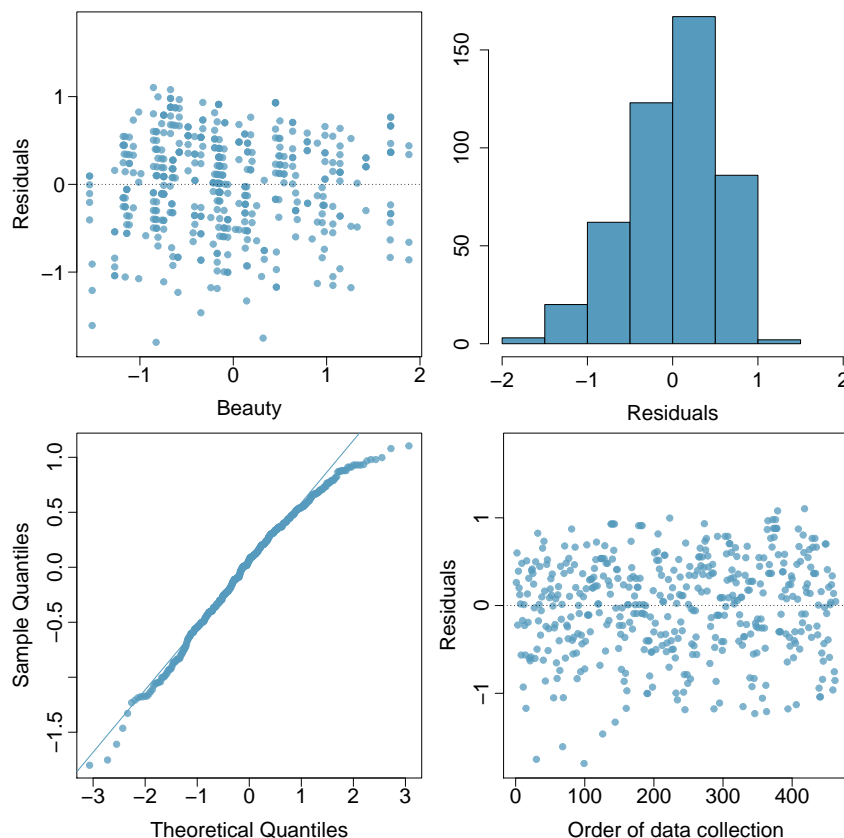 Residuals
1
0
−1
−1 0 1 2
Beauty
150
100
50
0
−2 −1 0 1 2
Residuals
Sample Quantiles
1.0
0.5
0.0
−0.5
−1.5
−3 −2 −1 0 1 2 3
Theoretical Quantiles
Residuals
1
0
−1
0 100 200 300 400
Order of data collection